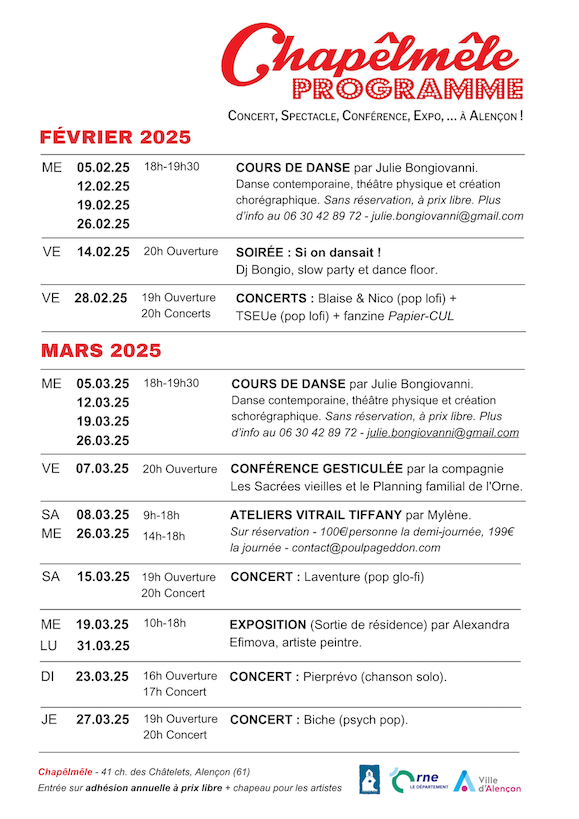 Chapêlmêle
PROGRAMME
Concert, Spectacle, Conférence, Expo, ... à Alençon !
FÉVRIER 2025
ME 05.02.25 18h-19h30 COURS DE DANSE par Julie Bongiovanni.
12.02.25 Danse contemporaine, théâtre physique et création
19.02.25 chorégraphique. Sans réservation, à prix libre. Plus
26.02.25 d'info au 06 30 42 89 72 - julie.bongiovanni@gmail.com
VE 14.02.25 20h Ouverture SOIRÉE : Si on dansait !
Dj Bongio, slow party et dance floor.
VE 28.02.25 19h Ouverture CONCERTS : Blaise & Nico (pop lofi) +
20h Concerts TSEUe (pop lofi) + fanzine Papier-CUL
MARS 2025
ME 05.03.25 18h-19h30 COURS DE DANSE par Julie Bongiovanni.
12.03.25 Danse contemporaine, théâtre physique et création
19.03.25 schorégraphique. Sans réservation, à prix libre. Plus
26.03.25 d'info au 06 30 42 89 72 - julie.bongiovanni@gmail.com
VE 07.03.25 20h Ouverture CONFÉRENCE GESTICULÉE par la compagnie
Les Sacrées vieilles et le Planning familial de l'Orne.
SA 08.03.25 9h-18h ATELIERS VITRAIL TIFFANY par Mylène.
ME 26.03.25 14h-18h Sur réservation - 100€/personne la demi-journée, 199€
la journée - contact@poulpageddon.com
SA 15.03.25 19h Ouverture CONCERT : Laventure (pop glo-fi)
20h Concert
ME 19.03.25 10h-18h EXPOSITION (Sortie de résidence) par Alexandra
LU 31.03.25 Efimova, artiste peintre.
DI 23.03.25 16h Ouverture CONCERT : Pierprévo (chanson solo).
17h Concert
JE 27.03.25 19h Ouverture CONCERT : Biche (psych pop).
20h Concert
Chapêlmêle - 41 ch. des Châtelets, Alençon (61)
Entrée sur adhésion annuelle à prix libre + chapeau pour les artistes
Orne
LE DÉPARTEMENT
Ville
d'Alençon